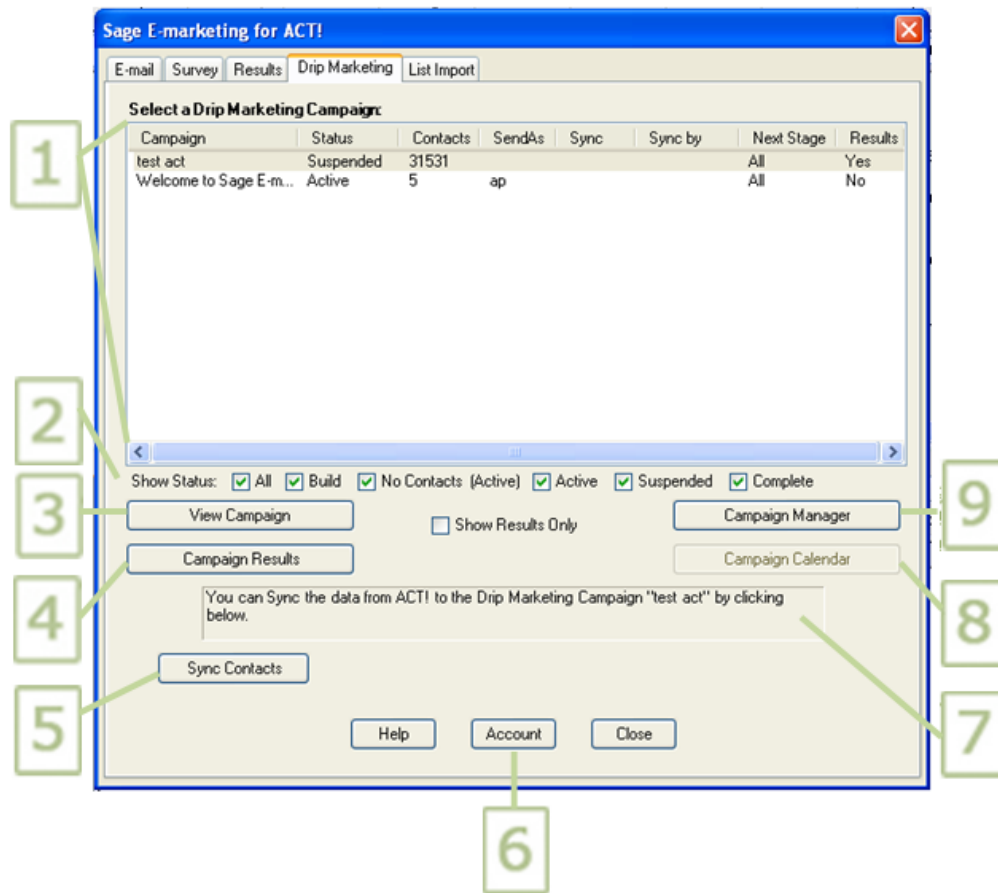 Sage E-marketing for ACT!
E-mail Survey Results Drip Marketing List Import
Select a Drip Marketing Campaign:
1
Campaign Status Contacts SendAs Sync Sync by Next Stage Results
test act Suspended 31531 All Yes
Welcome to Sage E-m... Active 5 ap All No
2
Show Status: All Build No Contacts (Active) Active Suspended Complete
3
View Campaign Show Results Only Campaign Manager
9
Campaign Results Campaign Calendar
4
You can Sync the data from ACT! to the Drip Marketing Campaign "test act" by clicking
below.
8
Sync Contacts
5
Help Account Close
7
6